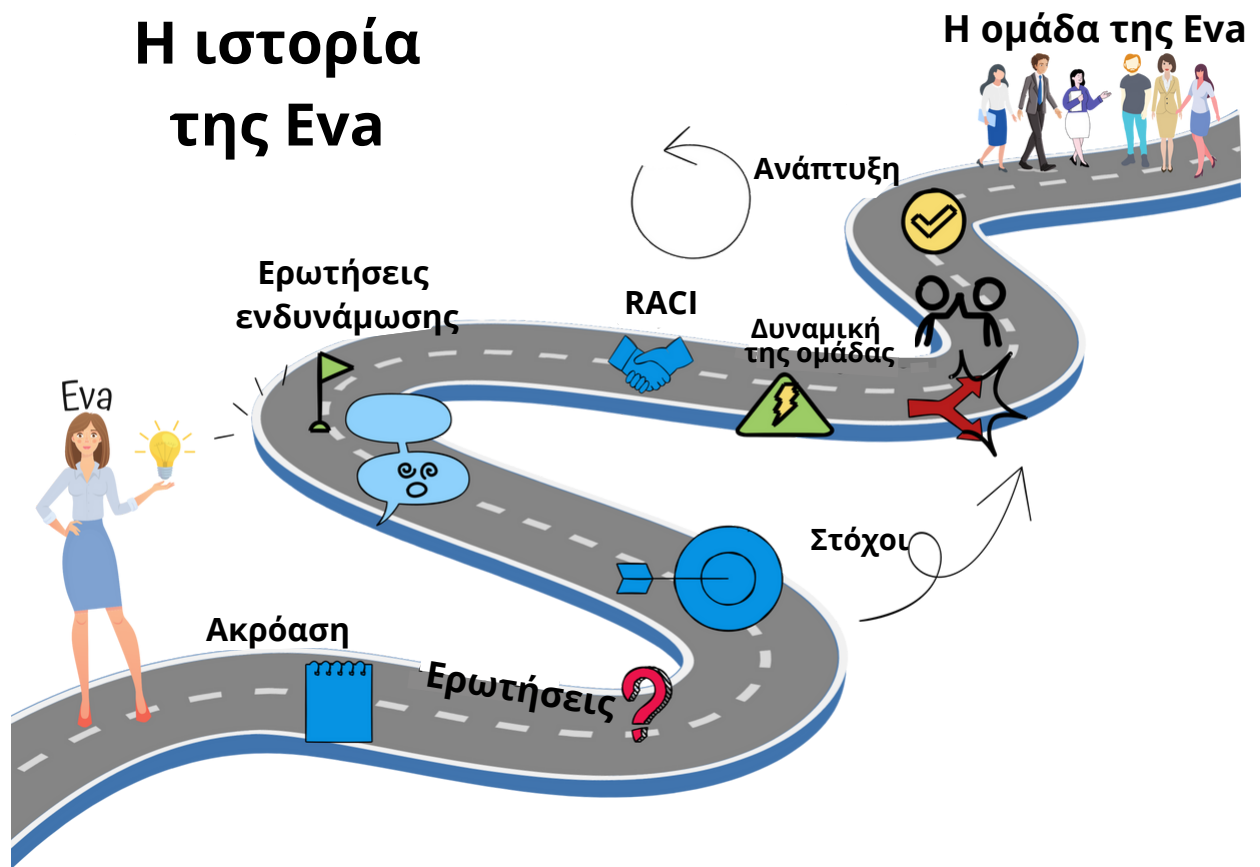 Η ιστορία
της Eva
Η ομάδα της Eva
Ανάπτυξη
Ερωτήσεις
ενδυνάμωσης
RACI
Δυναμική
της ομάδας
Eva
Στόχοι
Ακρόαση
Ερωτήσεις